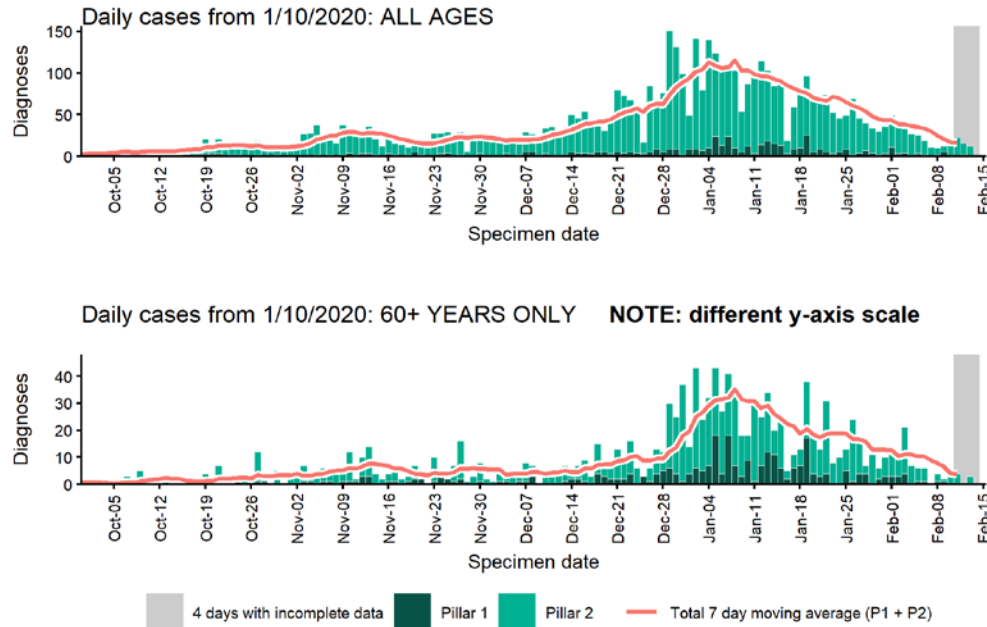 Daily cases from 1/10/2020: ALL AGES
150
100
50
0
Diagnoses
Oct-05
Oct-12
Oct-19
Oct-26
Nov-02
Nov-09
Nov-16
Nov-23
Nov-30
Dec-07
Dec-14
Dec-21
Dec-28
Jan-04
Jan-11
Jan-18
Jan-25
Feb-01
Feb-08
Feb-15
Specimen date
Daily cases from 1/10/2020: 60+ YEARS ONLY NOTE: different y-axis scale
40
30
20
10
0
Diagnoses
Oct-05
Oct-12
Oct-19
Oct-26
Nov-02
Nov-09
Nov-16
Nov-23
Nov-30
Dec-07
Dec-14
Dec-21
Dec-28
Jan-04
Jan-11
Jan-18
Jan-25
Feb-01
Feb-08
Feb-15
Specimen date
4 days with incomplete data Pillar 1 Pillar 2 Total 7 day moving average (P1 + P2)